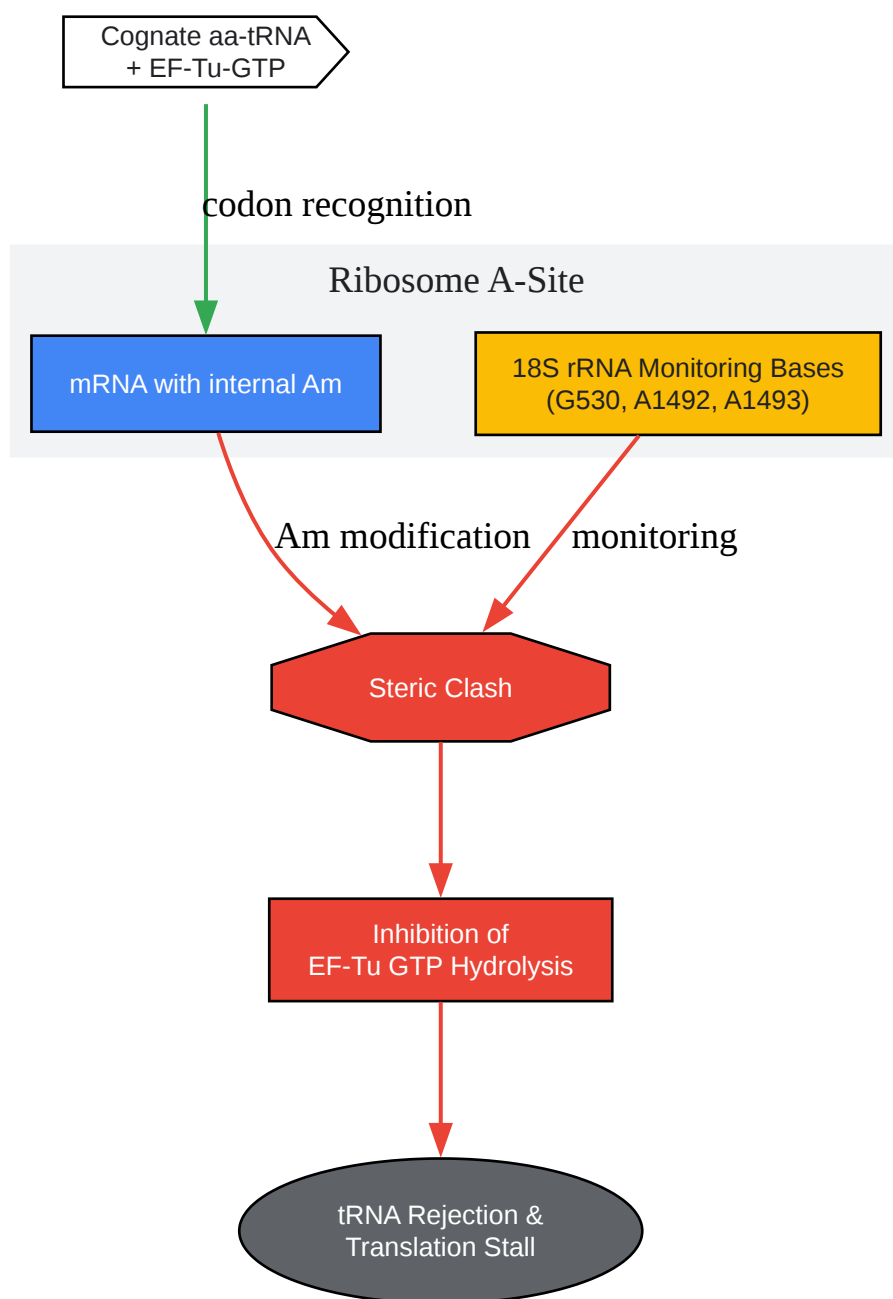 Cognate aa-tRNA
+ EF-Tu-GTP
codon recognition
Ribosome A-Site
mRNA with internal Am
18S rRNA Monitoring Bases
(G530, A1492, A1493)
Am modification
monitoring
Steric Clash
Inhibition of
EF-Tu GTP Hydrolysis
tRNA Rejection &
Translation Stall